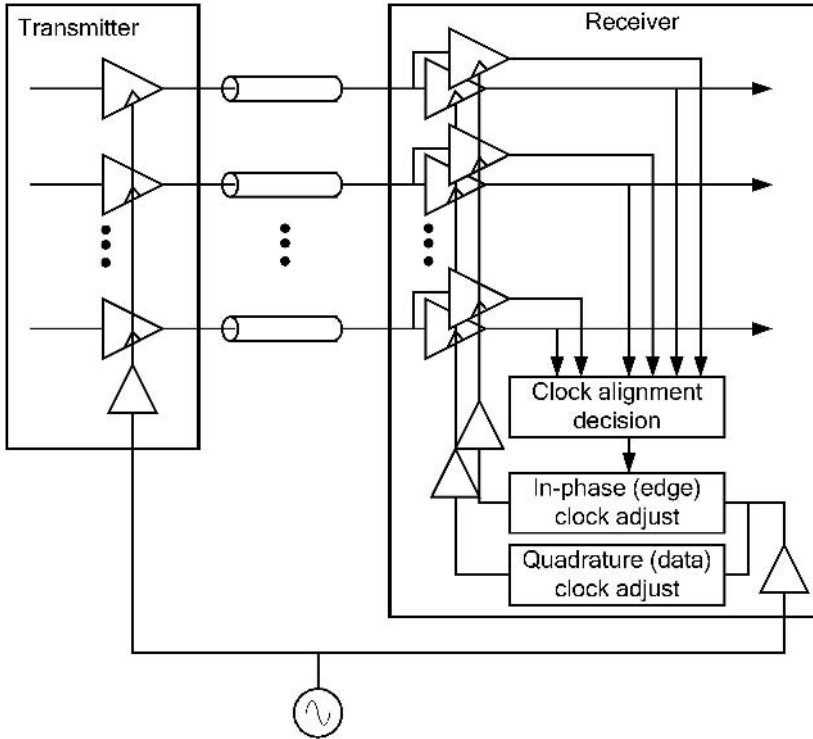 Transmitter
Receiver
Clock alignment
decision
In-phase (edge)
clock adjust
Quadrature (data)
clock adjust